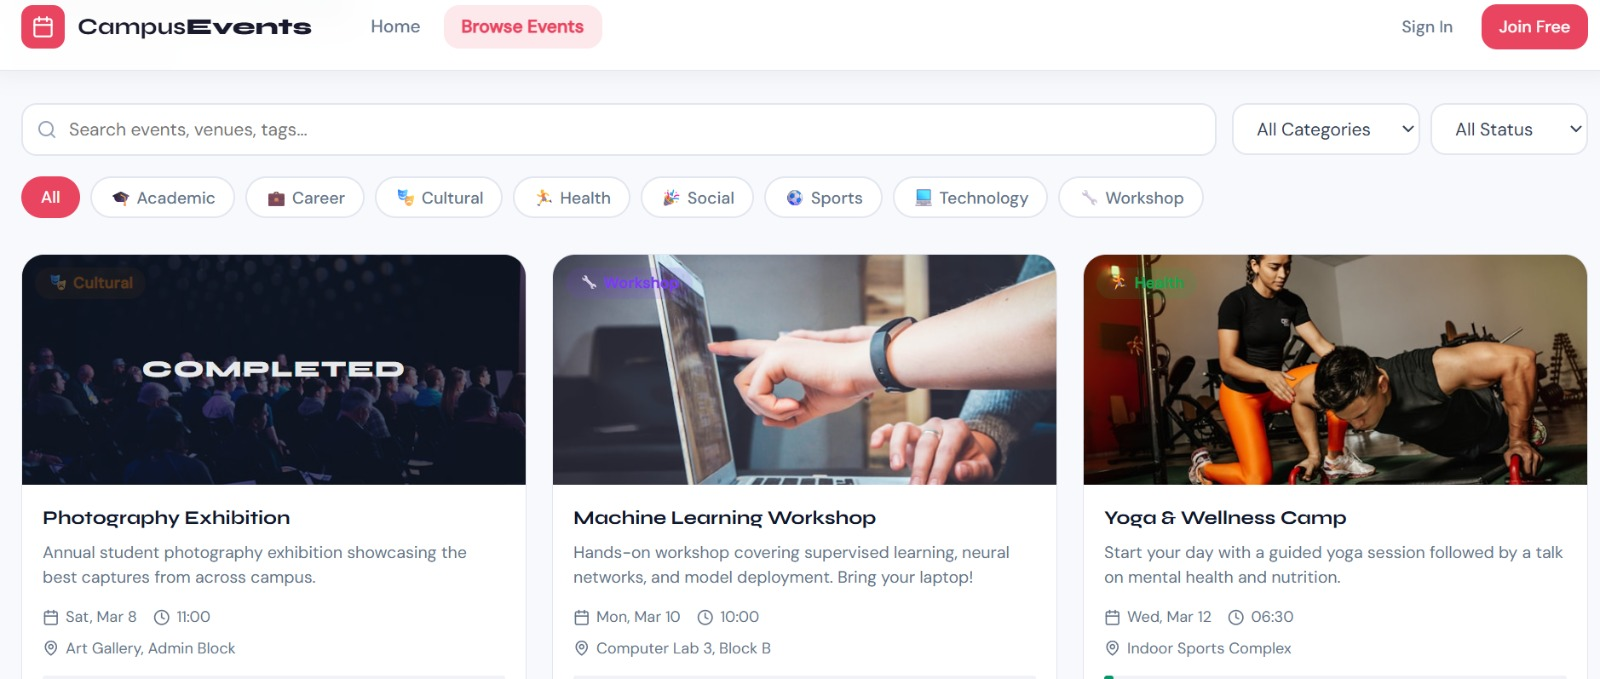 CampusEvents Home Browse Events Sign In Join Free
Search events, venues, tags... All Categories All Status
All Academic Career Cultural Health Social Sports Technology Workshop
Cultural
COMPLETED
Photography Exhibition
Annual student photography exhibition showcasing the
best captures from across campus.
Sat, Mar 8 11:00
Art Gallery, Admin Block
Workshop
Machine Learning Workshop
Hands-on workshop covering supervised learning, neural
networks, and model deployment. Bring your laptop!
Mon, Mar 10 10:00
Computer Lab 3, Block B
Health
Yoga & Wellness Camp
Start your day with a guided yoga session followed by a talk
on mental health and nutrition.
Wed, Mar 12 06:30
Indoor Sports Complex